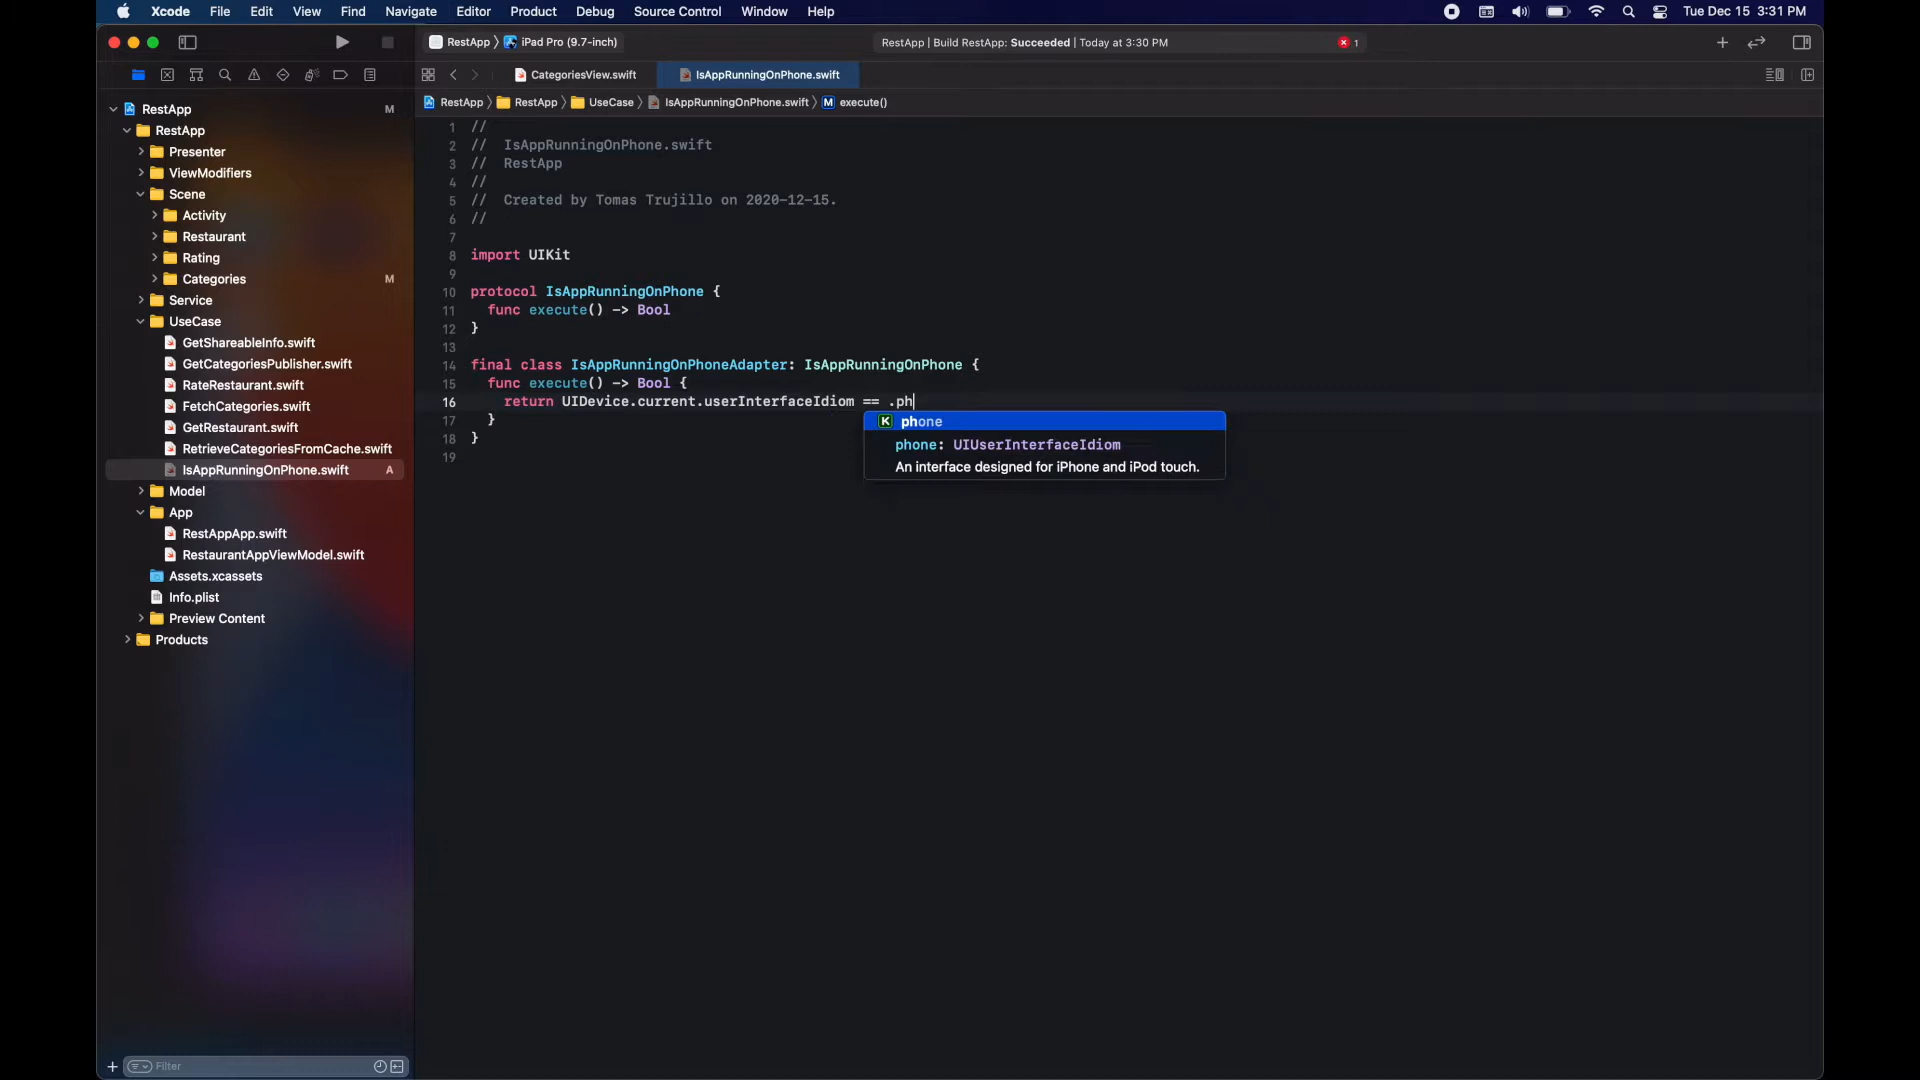 Xcode File Edit View Find Navigate Editor Product Debug Source Control Window Help Tue Dec 15 3:31 PM
RestApp iPad Pro (9.7-inch) RestApp | Build RestApp: Succeeded | Today at 3:30 PM 1
CategoriesView.swift IsAppRunningOnPhone.swift
RestApp RestApp UseCase IsAppRunningOnPhone.swift M execute()
RestApp M
RestApp
Presenter
ViewModifiers
Scene
Activity
Restaurant
Rating
Categories M
Service
UseCase
GetShareableInfo.swift
GetCategoriesPublisher.swift
RateRestaurant.swift
FetchCategories.swift
GetRestaurant.swift
RetrieveCategoriesFromCache.swift
IsAppRunningOnPhone.swift A
Model
App
RestAppApp.swift
RestaurantAppViewModel.swift
Assets.xcassets
Info.plist
Preview Content
Products
Filter
1 //
2 // IsAppRunningOnPhone.swift
3 // RestApp
4 //
5 // Created by Tomas Trujillo on 2020-12-15.
6 //
7
8 import UIKit
9
10 protocol IsAppRunningOnPhone {
11 func execute() -> Bool
12 }
13
14 final class IsAppRunningOnPhoneAdapter: IsAppRunningOnPhone {
15 func execute() -> Bool {
16 return UIDevice.current.userInterfaceIdiom == .ph
17 }
18 }
19
K phone
phone: UIUserInterfaceIdiom
An interface designed for iPhone and iPod touch.